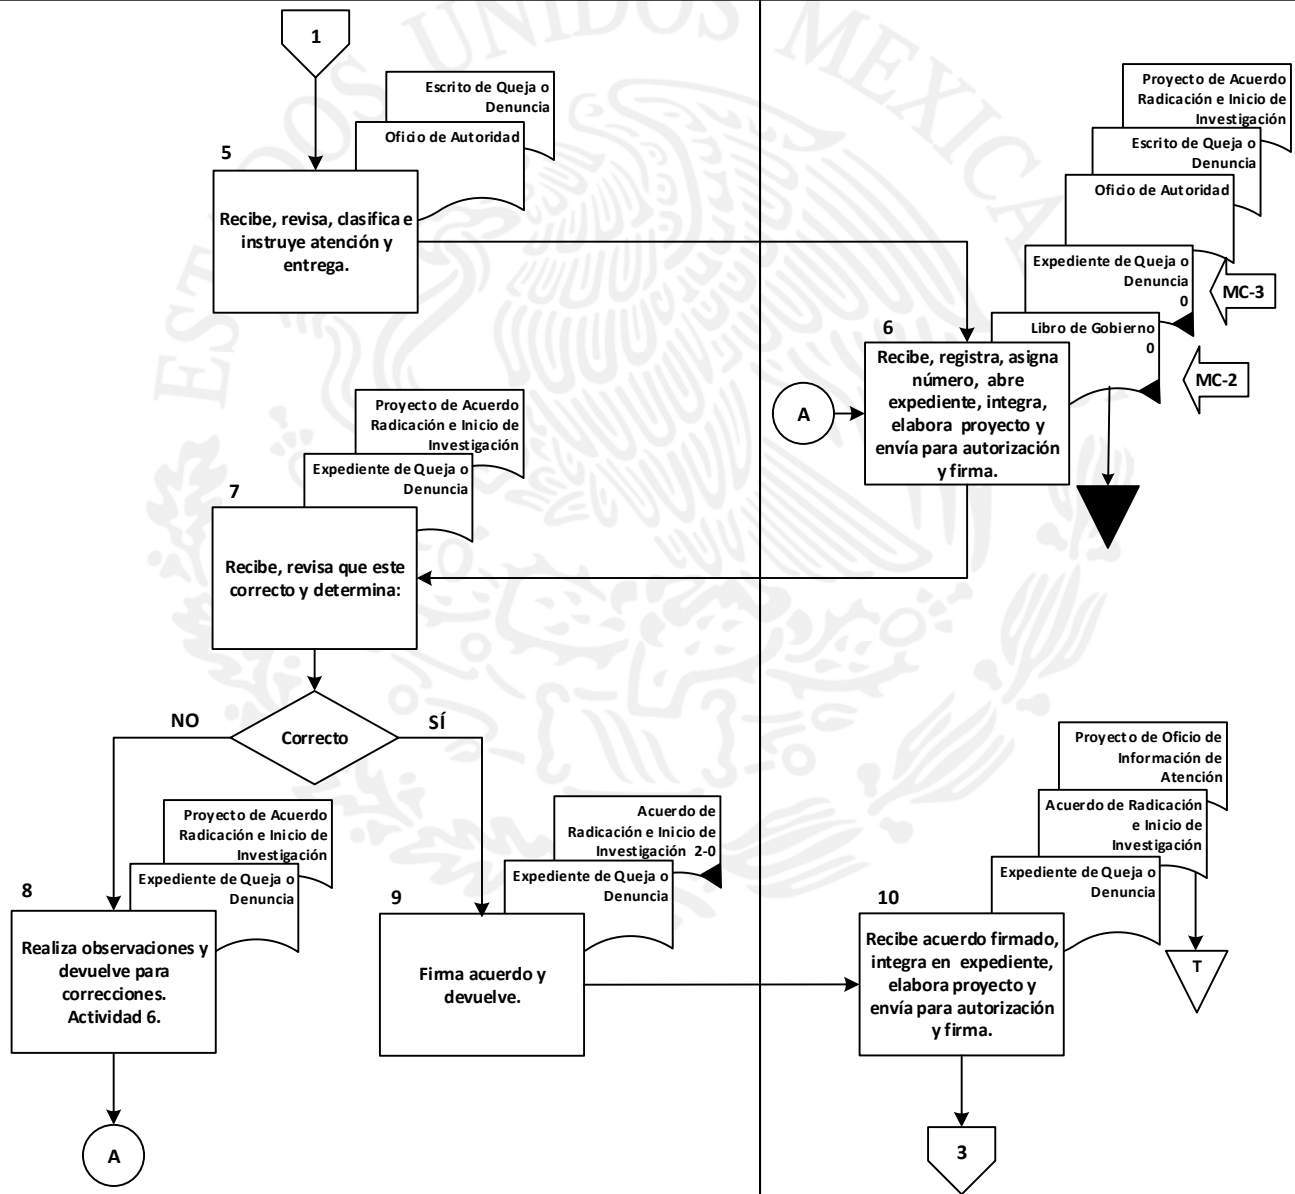 ESTADOS UNIDOS MEXICA
1
Escrito de Queja o
Denuncia
Oficio de Autoridad
5
Recibe, revisa, clasifica e
instruye atención y
entrega.
Proyecto de Acuerdo
Radicación e Inicio de
Investigación
Escrito de Queja o
Denuncia
Oficio de Autoridad
Expediente de Queja o
Denuncia
0
MC-3
Libro de Gobierno
0
MC-2
6
Recibe, registra, asigna
número, abre
expediente, integra,
elabora proyecto y
envía para autorización
y firma.
A
Proyecto de Acuerdo
Radicación e Inicio de
Investigación
Expediente de Queja o
Denuncia
7
Recibe, revisa que este
correcto y determina:
Correcto
NO
SÍ
Proyecto de Acuerdo
Radicación e Inicio de
Investigación
Expediente de Queja o
Denuncia
8
Realiza observaciones y
devuelve para
correcciones.
Actividad 6.
A
Acuerdo de
Radicación e Inicio de
Investigación 2-0
Expediente de Queja o
Denuncia
9
Firma acuerdo y
devuelve.
Proyecto de Oficio de
Información de
Atención
Acuerdo de Radicación
e Inicio de
Investigación
Expediente de Queja o
Denuncia
T
10
Recibe acuerdo firmado,
integra en expediente,
elabora proyecto y
envía para autorización
y firma.
3